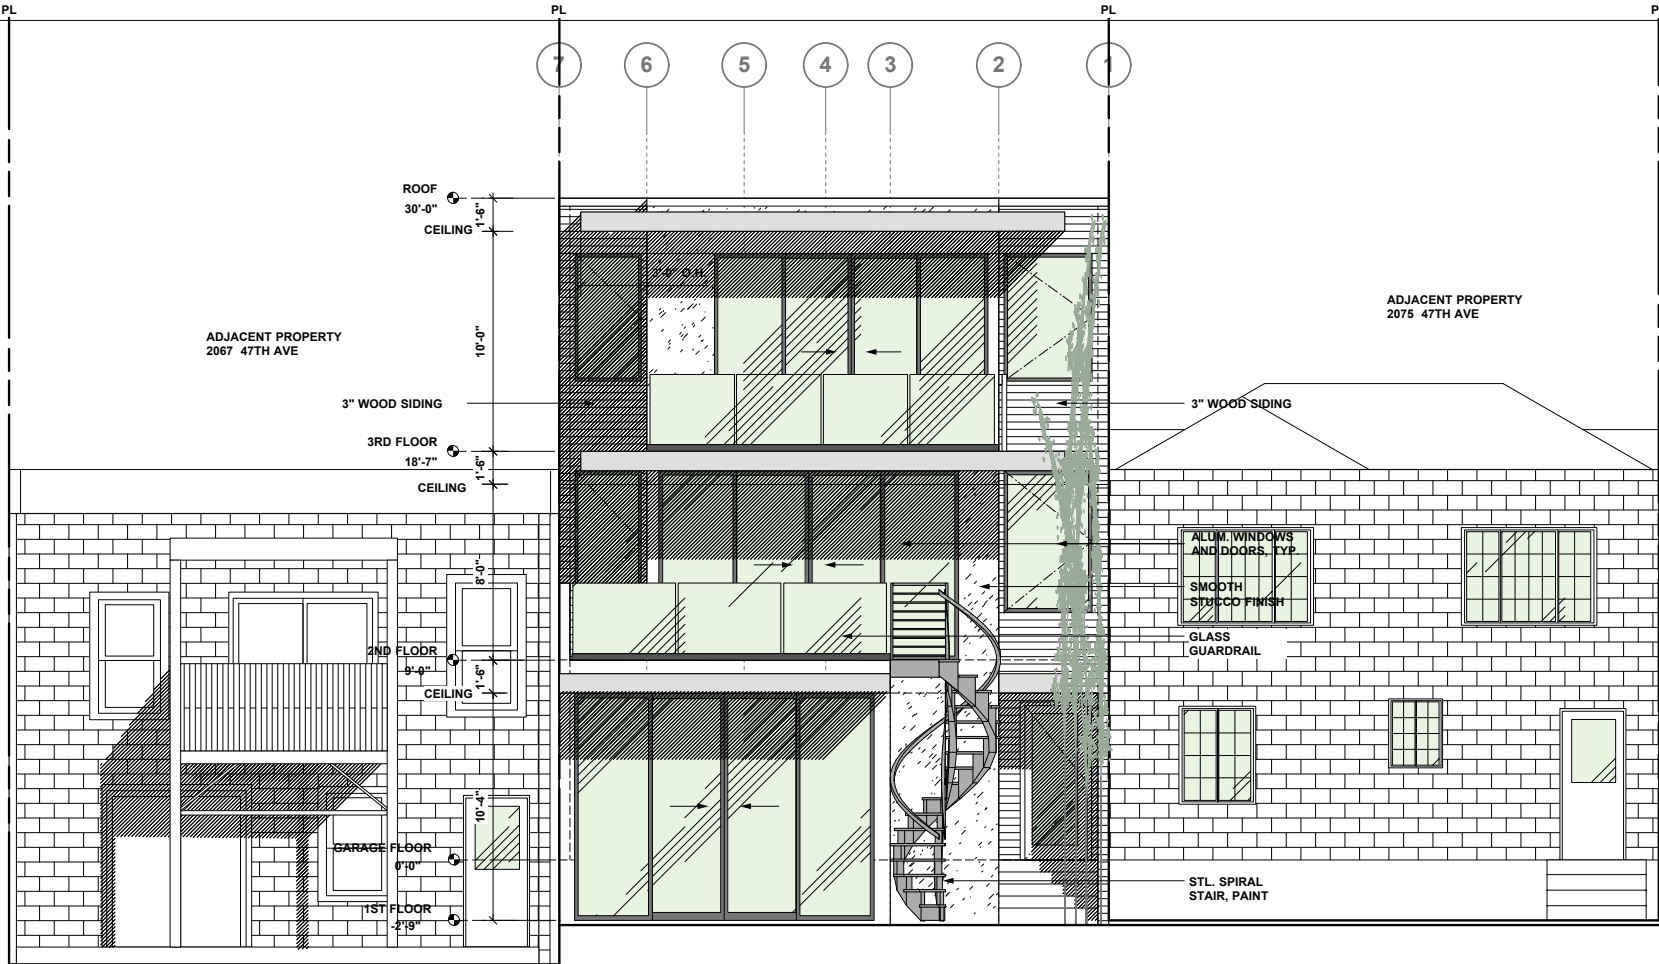 PL PL PL P
7 6 5 4 3 2 1
ROOF
30'-0"
1'-6"
CEILING
3'-0" O.H.
10'-0"
ADJACENT PROPERTY
2067 47TH AVE
ADJACENT PROPERTY
2075 47TH AVE
3" WOOD SIDING
3" WOOD SIDING
3RD FLOOR
18'-7"
1'-6"
CEILING
ALUM. WINDOWS
AND DOORS, TYP.
8'-0"
SMOOTH
STUCCO FINISH
GLASS
GUARDRAIL
2ND FLOOR
9'-0"
1'-6"
CEILING
10'-4"
GARAGE FLOOR
0'-0"
STL. SPIRAL
STAIR, PAINT
1ST FLOOR
-2'-9"